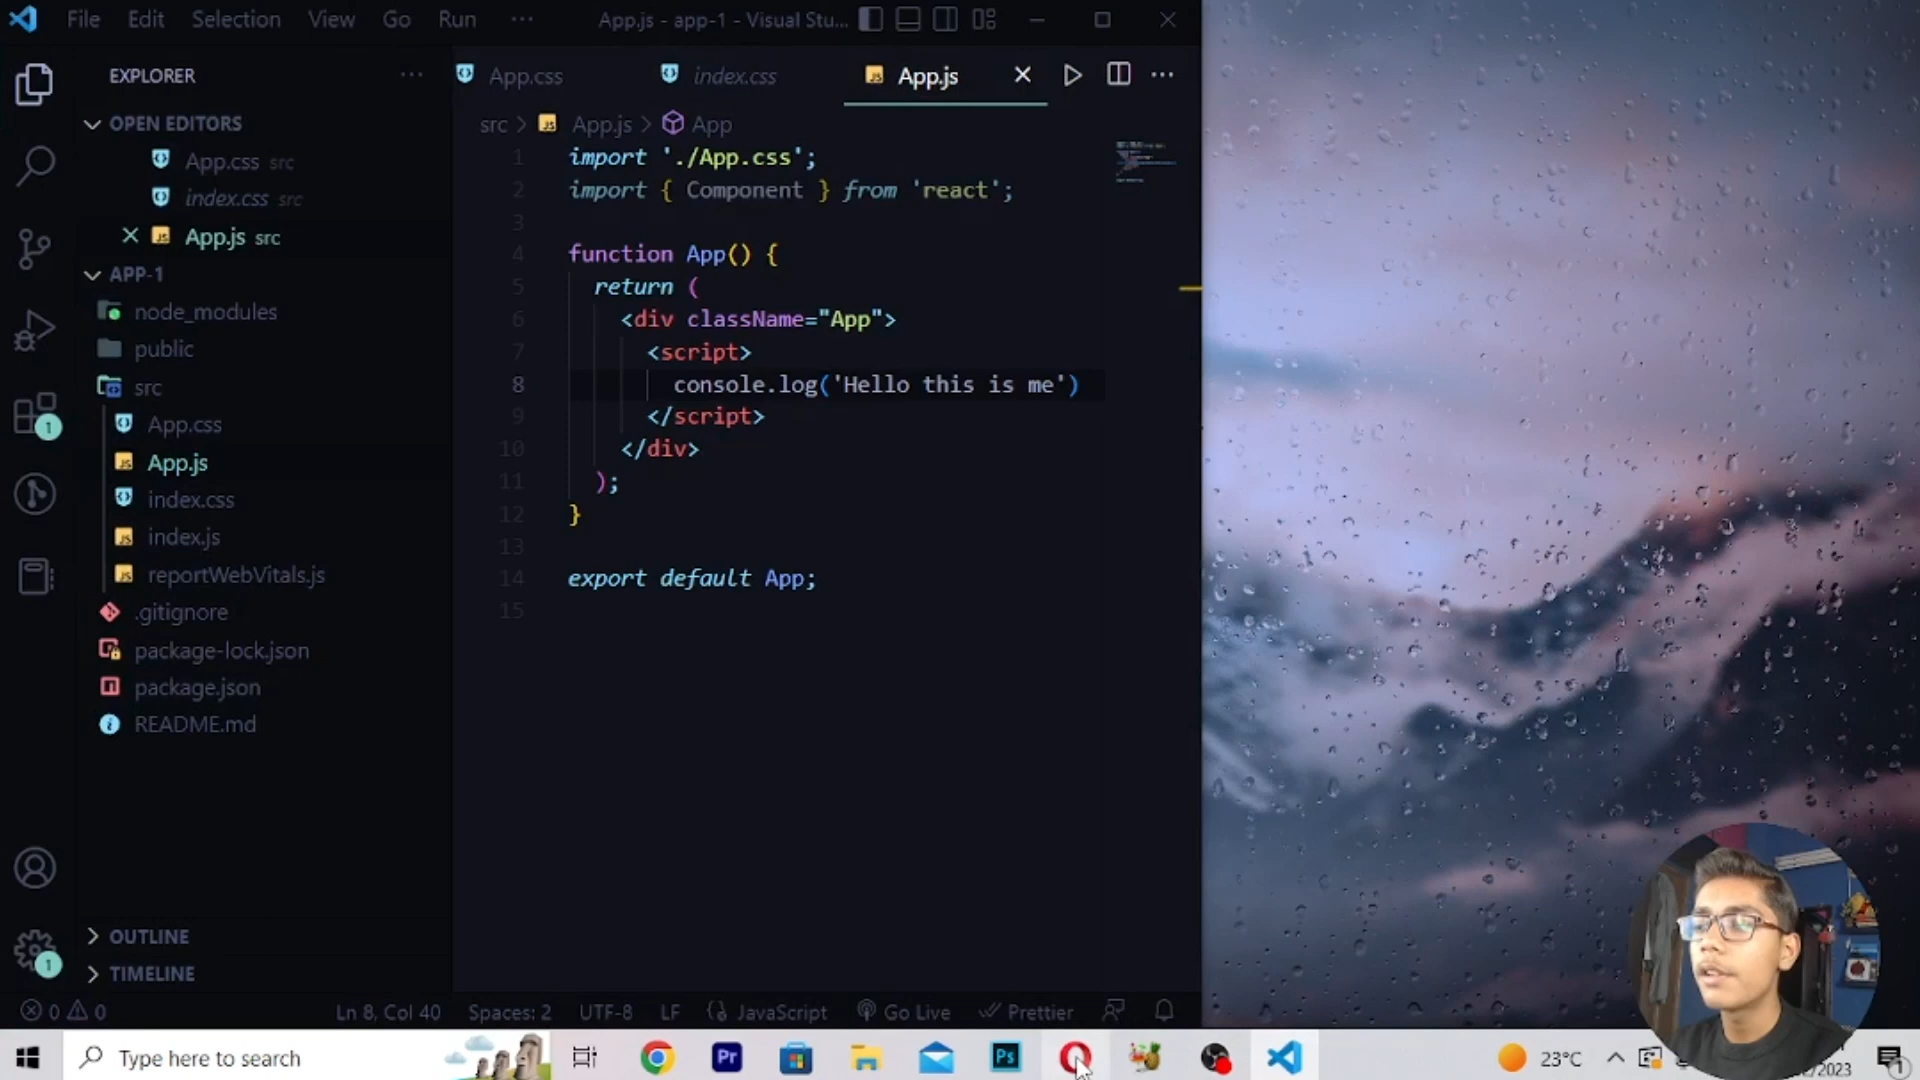 File Edit Selection View Go Run ··· App.js - app-1 - Visual Stu...
EXPLORER ···
OPEN EDITORS
App.css src
index.css src
App.js src
APP-1
node_modules
public
src
App.css
App.js
index.css
index.js
reportWebVitals.js
.gitignore
package-lock.json
package.json
README.md
OUTLINE
TIMELINE
App.css index.css App.js ···
src > App.js > App
1 import './App.css';
2 import { Component } from 'react';
3
4 function App() {
5 return (
6 <div className="App">
7 <script>
8 console.log('Hello this is me')
9 </script>
10 </div>
11 );
12 }
13
14 export default App;
15
1
1
0 0 Ln 8, Col 40 Spaces: 2 UTF-8 LF JavaScript Go Live Prettier
Type here to search Pr Ps 23°C
1